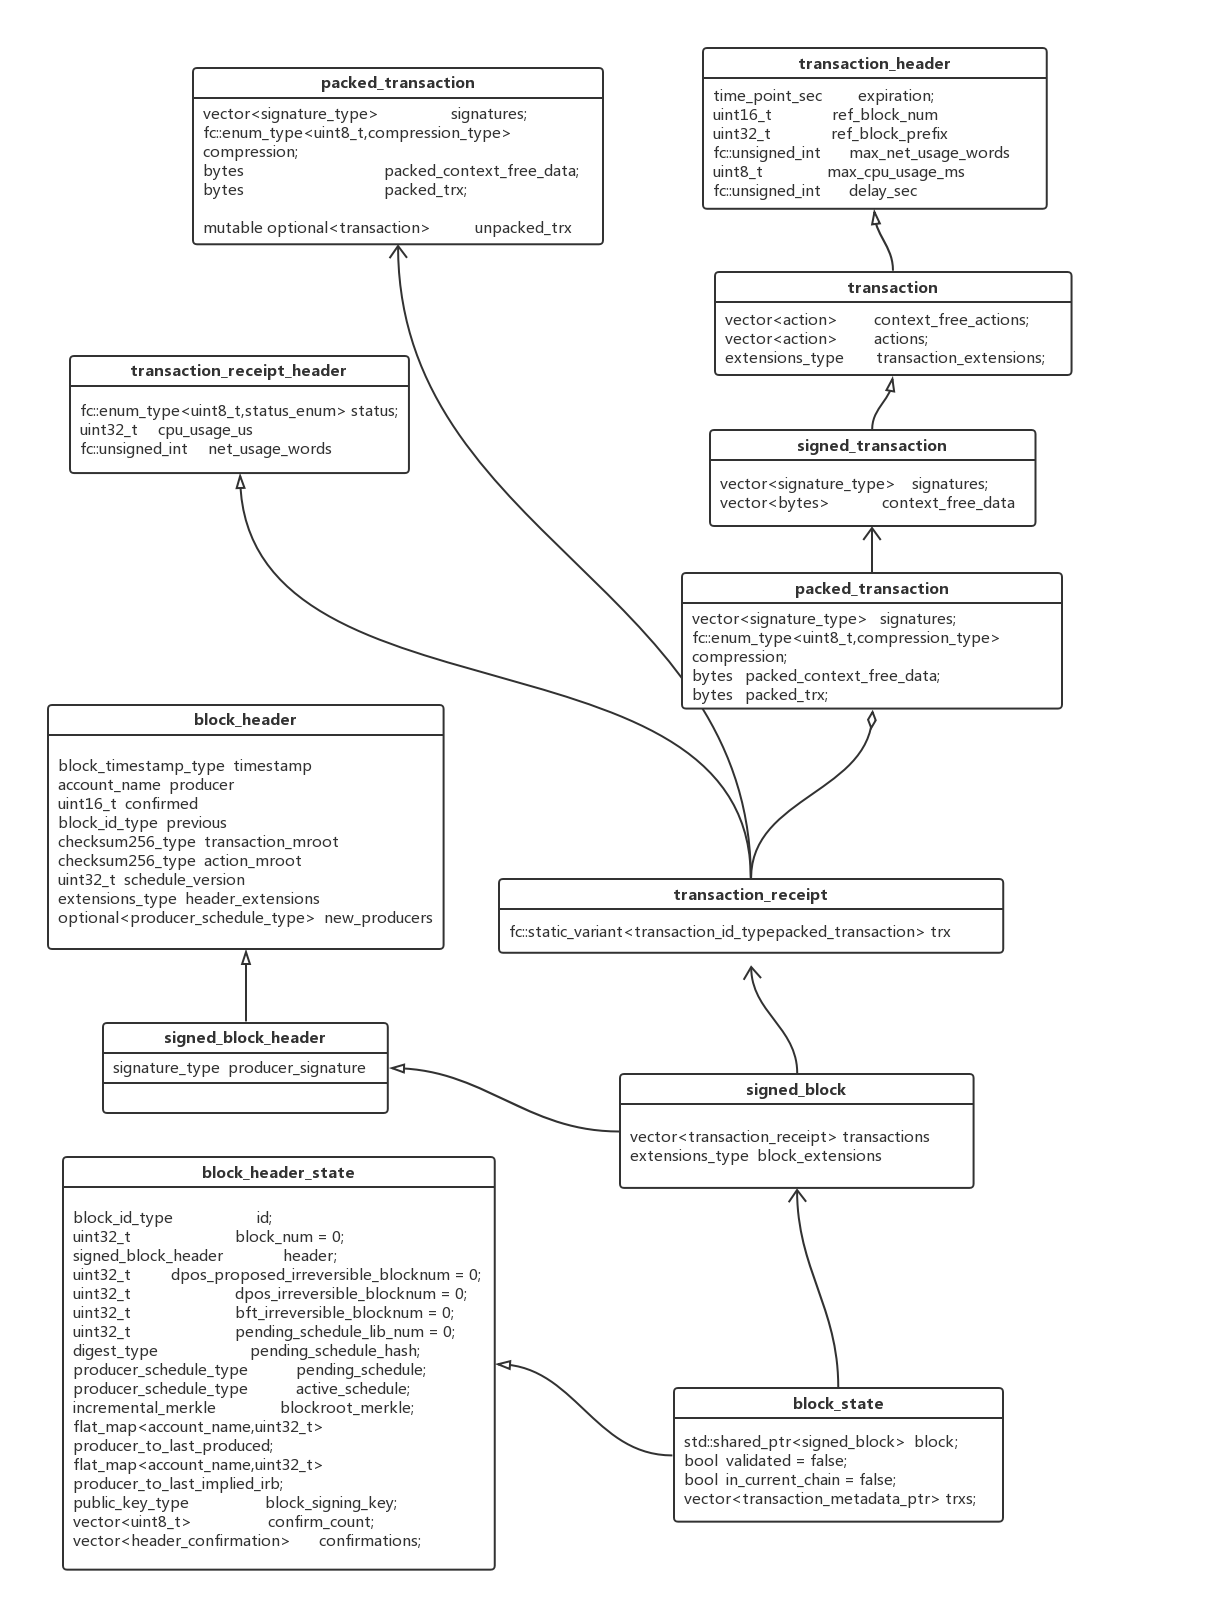 packed_transaction
vector<signature_type> signatures;
fc::enum_type<uint8_t,compression_type>
compression;
bytes packed_context_free_data;
bytes packed_trx;
mutable optional<transaction> unpacked_trx
transaction_header
time_point_sec expiration;
uint16_t ref_block_num
uint32_t ref_block_prefix
fc::unsigned_int max_net_usage_words
uint8_t max_cpu_usage_ms
fc::unsigned_int delay_sec
transaction
vector<action> context_free_actions;
vector<action> actions;
extensions_type transaction_extensions;
transaction_receipt_header
fc::enum_type<uint8_t,status_enum> status;
uint32_t cpu_usage_us
fc::unsigned_int net_usage_words
signed_transaction
vector<signature_type> signatures;
vector<bytes> context_free_data
packed_transaction
vector<signature_type> signatures;
fc::enum_type<uint8_t,compression_type>
compression;
bytes packed_context_free_data;
bytes packed_trx;
block_header
block_timestamp_type timestamp
account_name producer
uint16_t confirmed
block_id_type previous
checksum256_type transaction_mroot
checksum256_type action_mroot
uint32_t schedule_version
extensions_type header_extensions
optional<producer_schedule_type> new_producers
transaction_receipt
fc::static_variant<transaction_id_typepacked_transaction> trx
signed_block_header
signature_type producer_signature
signed_block
vector<transaction_receipt> transactions
extensions_type block_extensions
block_header_state
block_id_type id;
uint32_t block_num = 0;
signed_block_header header;
uint32_t dpos_proposed_irreversible_blocknum = 0;
uint32_t dpos_irreversible_blocknum = 0;
uint32_t bft_irreversible_blocknum = 0;
uint32_t pending_schedule_lib_num = 0;
digest_type pending_schedule_hash;
producer_schedule_type pending_schedule;
producer_schedule_type active_schedule;
incremental_merkle blockroot_merkle;
flat_map<account_name,uint32_t>
producer_to_last_produced;
flat_map<account_name,uint32_t>
producer_to_last_implied_irb;
public_key_type block_signing_key;
vector<uint8_t> confirm_count;
vector<header_confirmation> confirmations;
block_state
std::shared_ptr<signed_block> block;
bool validated = false;
bool in_current_chain = false;
vector<transaction_metadata_ptr> trxs;